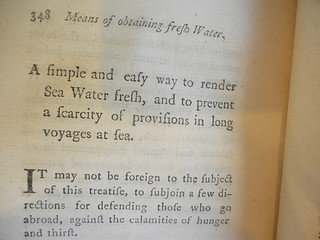 348 Means of obtaining freſh Water.
A ſimple and eaſy way to render
Sea Water freſh, and to prevent
a ſcarcity of proviſions in long
voyages at ſea.
IT may not be foreign to the ſubject
of this treatiſe, to ſubjoin a few di-
rections for defending thoſe who go
abroad, againſt the calamities of hunger
and thirſt.